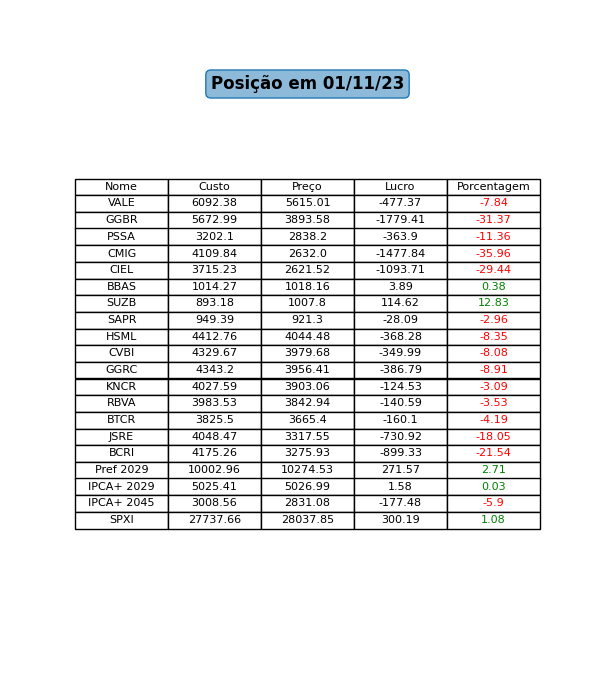 Posição em 01/11/23
Nome Custo Preço Lucro Porcentagem
VALE 6092.38 5615.01 -477.37 -7.84
GGBR 5672.99 3893.58 -1779.41 -31.37
PSSA 3202.1 2838.2 -363.9 -11.36
CMIG 4109.84 2632.0 -1477.84 -35.96
CIEL 3715.23 2621.52 -1093.71 -29.44
BBAS 1014.27 1018.16 3.89 0.38
SUZB 893.18 1007.8 114.62 12.83
SAPR 949.39 921.3 -28.09 -2.96
HSML 4412.76 4044.48 -368.28 -8.35
CVBI 4329.67 3979.68 -349.99 -8.08
GGRC 4343.2 3956.41 -386.79 -8.91
KNCR 4027.59 3903.06 -124.53 -3.09
RBVA 3983.53 3842.94 -140.59 -3.53
BTCR 3825.5 3665.4 -160.1 -4.19
JSRE 4048.47 3317.55 -730.92 -18.05
BCRI 4175.26 3275.93 -899.33 -21.54
Pref 2029 10002.96 10274.53 271.57 2.71
IPCA+ 2029 5025.41 5026.99 1.58 0.03
IPCA+ 2045 3008.56 2831.08 -177.48 -5.9
SPXI 27737.66 28037.85 300.19 1.08